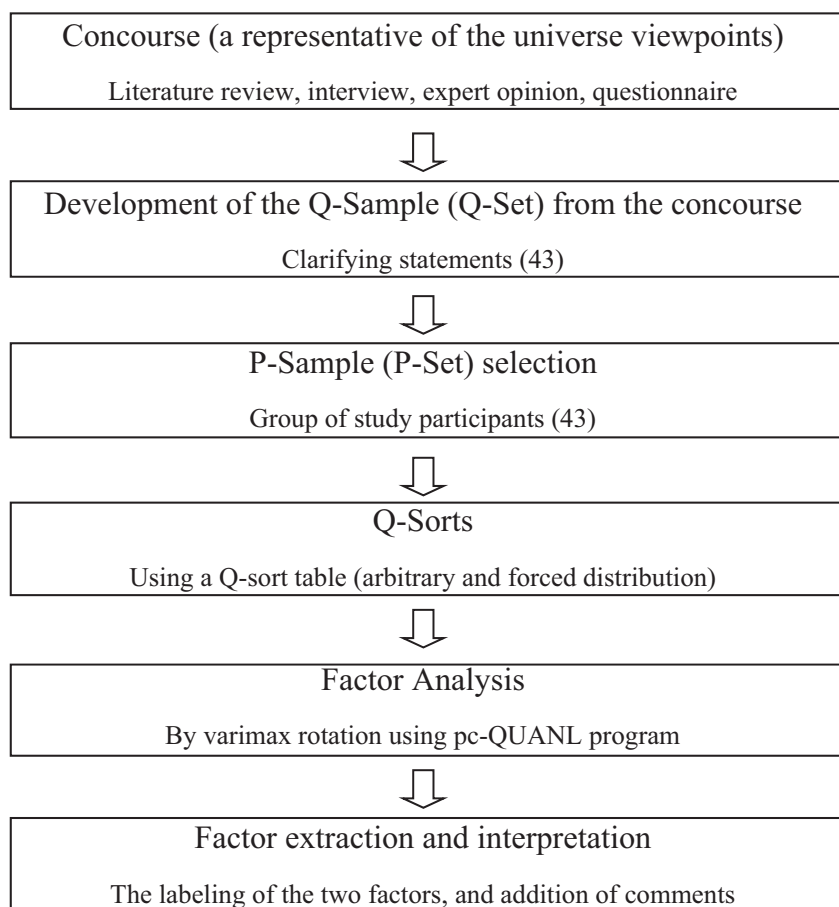 Concourse (a representative of the universe viewpoints)
Literature review, interview, expert opinion, questionnaire
Development of the Q-Sample (Q-Set) from the concourse
Clarifying statements (43)
P-Sample (P-Set) selection
Group of study participants (43)
Q-Sorts
Using a Q-sort table (arbitrary and forced distribution)
Factor Analysis
By varimax rotation using pc-QUANL program
Factor extraction and interpretation
The labeling of the two factors, and addition of comments